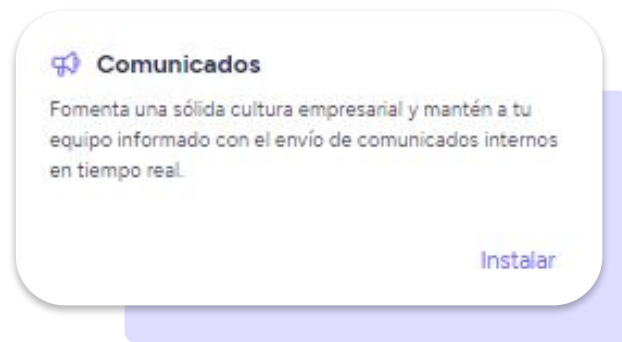 Comunicados
Fomenta una sólida cultura empresarial y mantén a tu
equipo informado con el envío de comunicados internos
en tiempo real.
Instalar